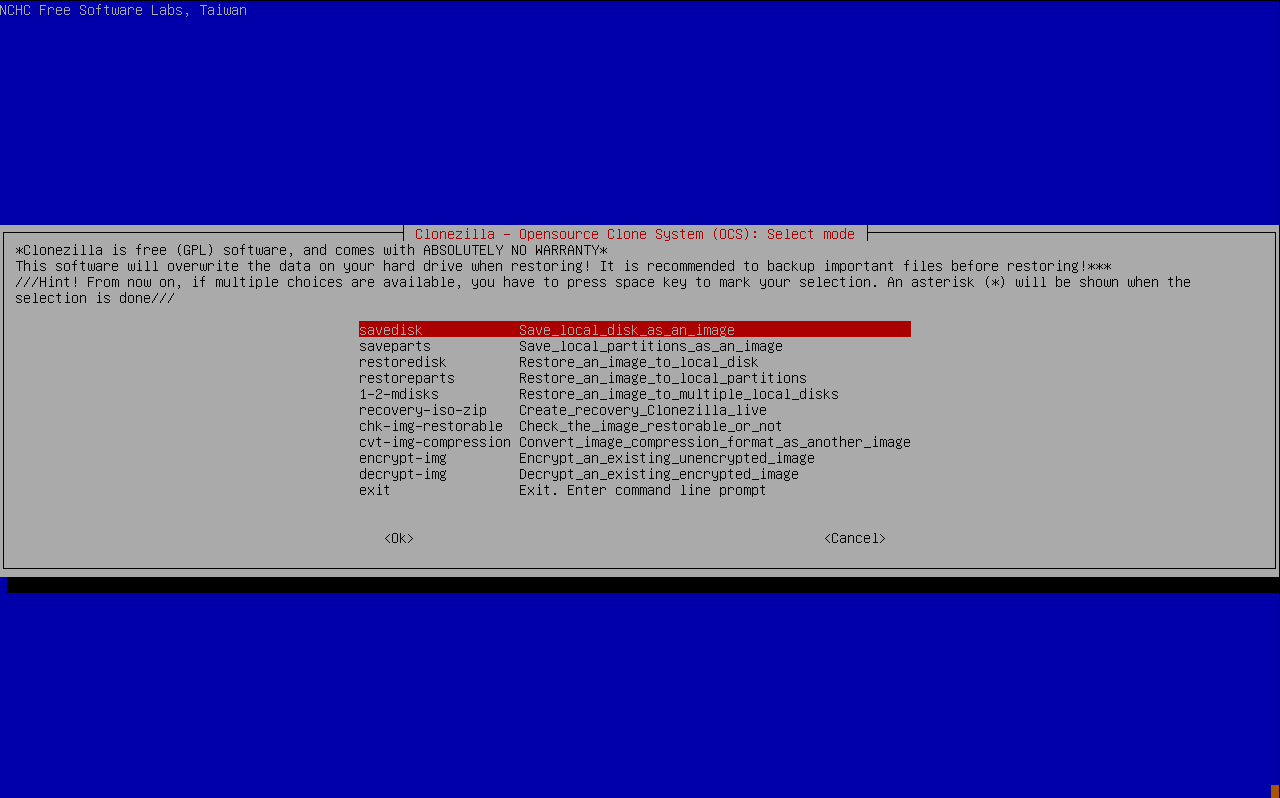 NCHC Free Software Labs, Taiwan
Clonezilla - Opensource Clone System (OCS): Select mode
*Clonezilla is free (GPL) software, and comes with ABSOLUTELY NO WARRANTY*
This software will overwrite the data on your hard drive when restoring! It is recommended to backup important files before restoring!***
///Hint! From now on, if multiple choices are available, you have to press space key to mark your selection. An asterisk (*) will be shown when the
selection is done///
savedisk Save_local_disk_as_an_image
saveparts Save_local_partitions_as_an_image
restoredisk Restore_an_image_to_local_disk
restoreparts Restore_an_image_to_local_partitions
1-2-mdisks Restore_an_image_to_multiple_local_disks
recovery-iso-zip Create_recovery_Clonezilla_live
chk-img-restorable Check_the_image_restorable_or_not
cvt-img-compression Convert_image_compression_format_as_another_image
encrypt-img Encrypt_an_existing_unencrypted_image
decrypt-img Decrypt_an_existing_encrypted_image
exit Exit. Enter command line prompt
<Ok> <Cancel>